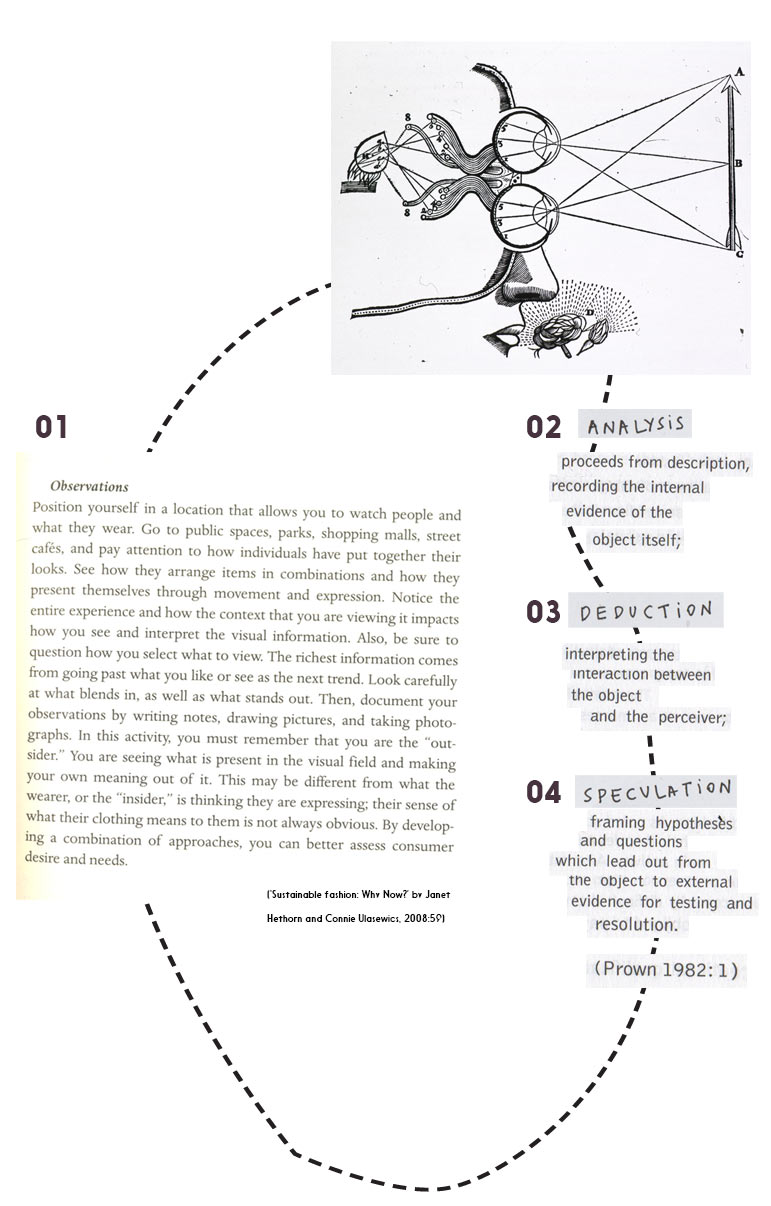 A
8
B
8
C
D
01
Observations
Position yourself in a location that allows you to watch people and
what they wear. Go to public spaces, parks, shopping malls, street
cafés, and pay attention to how individuals have put together their
looks. See how they arrange items in combinations and how they
present themselves through movement and expression. Notice the
entire experience and how the context that you are viewing it impacts
how you see and interpret the visual information. Also, be sure to
question how you select what to view. The richest information comes
from going past what you like or see as the next trend. Look carefully
at what blends in, as well as what stands out. Then, document your
observations by writing notes, drawing pictures, and taking photo-
graphs. In this activity, you must remember that you are the “out-
sider.” You are seeing what is present in the visual field and making
your own meaning out of it. This may be different from what the
wearer, or the “insider,” is thinking they are expressing; their sense of
what their clothing means to them is not always obvious. By develop-
ing a combination of approaches, you can better assess consumer
desire and needs.
('Sustainable fashion: Why Now?' by Janet
Hethorn and Connie Ulasewics, 2008:59)
02 ANALYSiS
proceeds from description,
recording the internal
evidence of the
object itself;
03 DEDUCTiON
interpreting the
interaction between
the object
and the perceiver;
04 SPECULATiON
framing hypotheses
and questions
which lead out from
the object to external
evidence for testing and
resolution.
(Prown 1982:1)